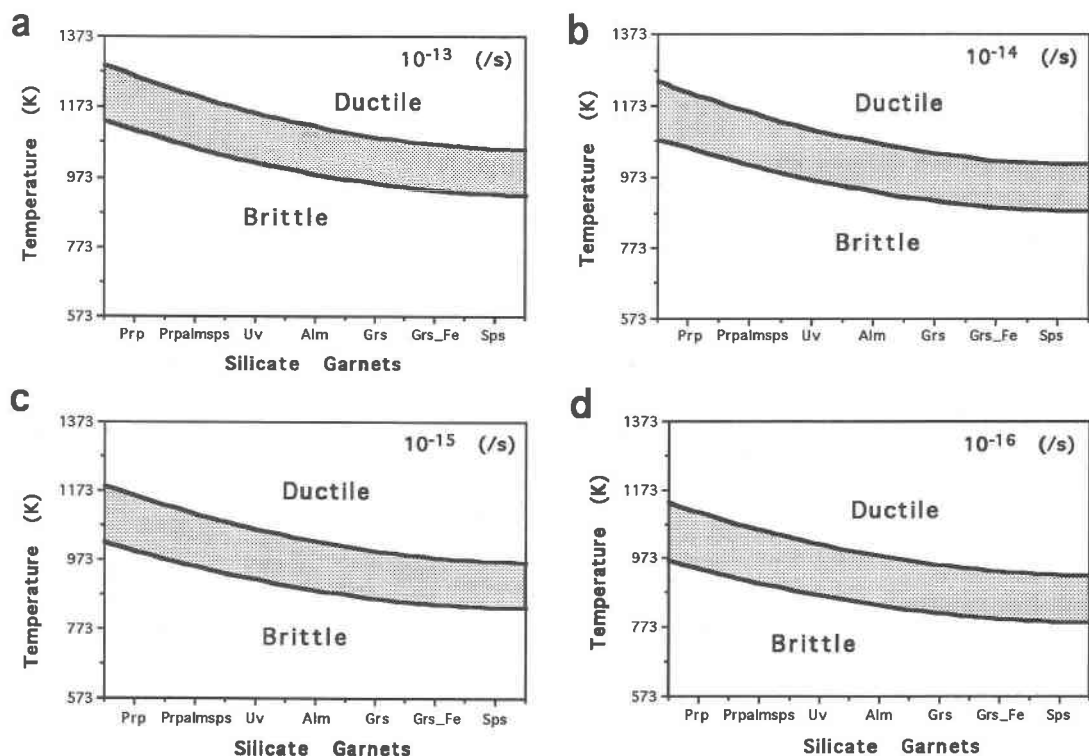 a
1373
1173
973
773
573
Temperature (K)
10-13 (/s)
Ductile
Brittle
Prp Prpalmsps Uv Alm Grs Grs_Fe Sps
Silicate Garnets
b
1373
1173
973
773
573
Temperature (K)
10-14 (/s)
Ductile
Brittle
Prp Prpalmsps Uv Alm Grs Grs_Fe Sps
Silicate Garnets
c
1373
1173
973
773
573
Temperature (K)
10-15 (/s)
Ductile
Brittle
Prp Prpalmsps Uv Alm Grs Grs_Fe Sps
Silicate Garnets
d
1373
1173
973
773
573
Temperature (K)
10-16 (/s)
Ductile
Brittle
Prp Prpalmsps Uv Alm Grs Grs_Fe Sps
Silicate Garnets